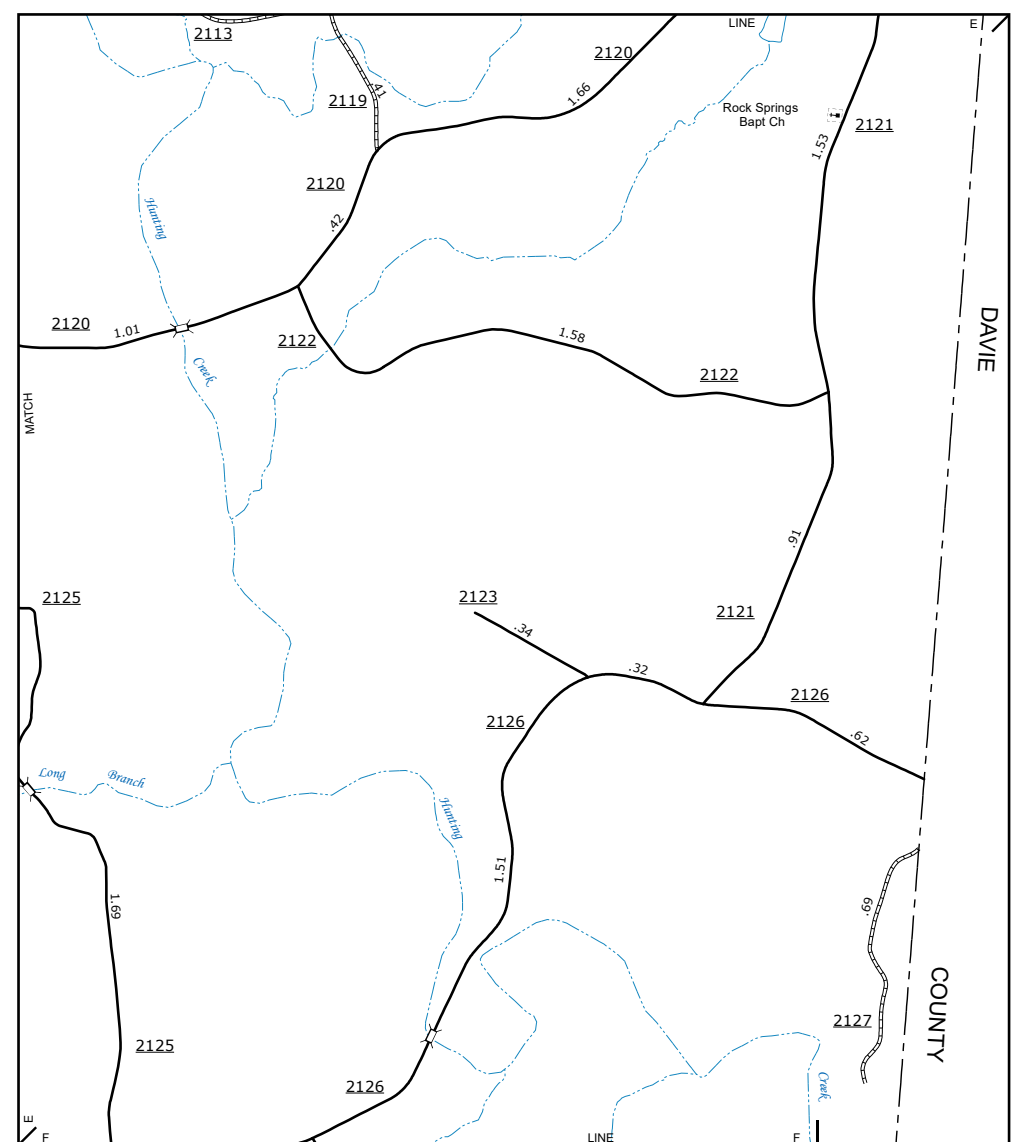 LINE
E
2113
2120
2119
.41
1.66
Rock Springs
Bapt Ch
2121
1.53
2120
.42
Hunting
2120
1.01
2122
1.58
DAVIE
Creek
2122
MATCH
.91
2125
2123
2121
.34
.32
2126
2126
.62
Long
Branch
Hunting
1.51
1.69
.69
COUNTY
2127
2125
2126
Creek
E
F
LINE
F